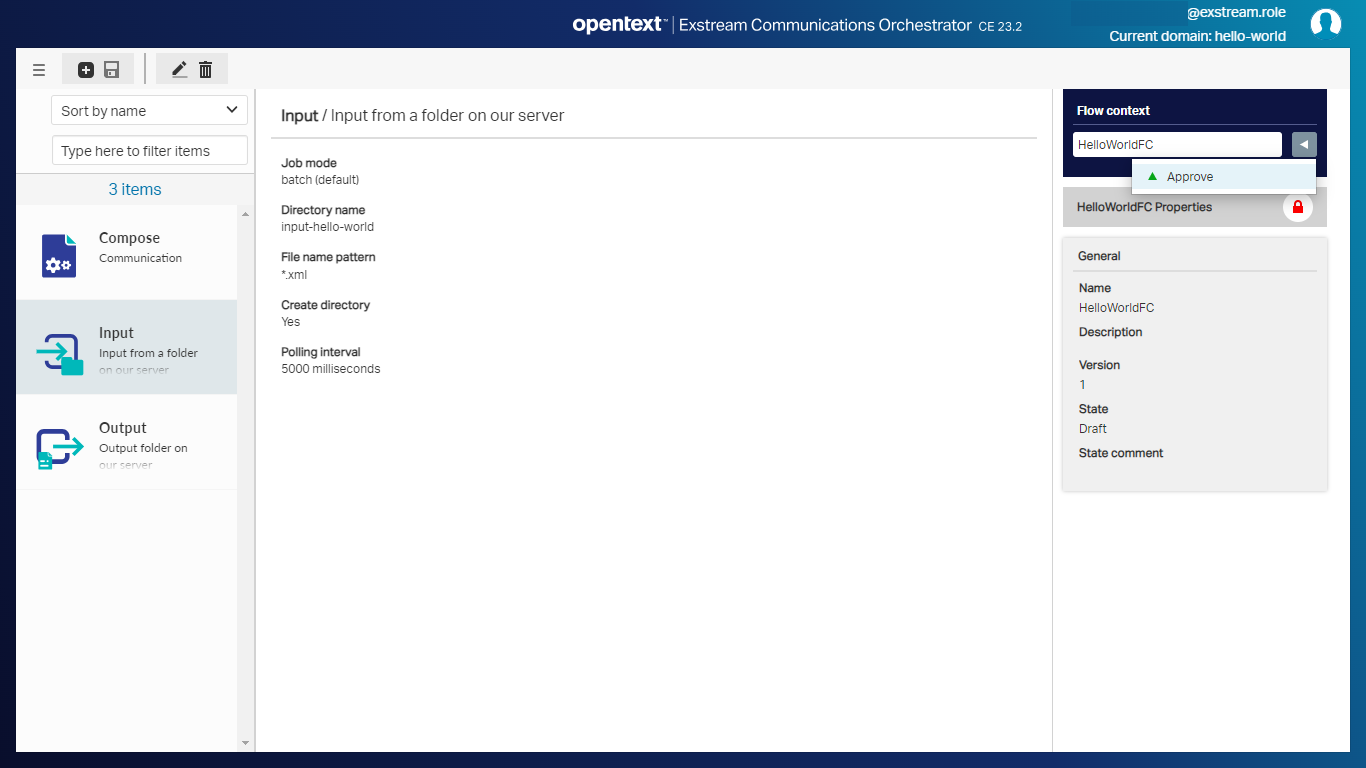 opentext™ | Exstream Communications Orchestrator CE 23.2
@exstream.role
Current domain: hello-world
Sort by name
Type here to filter items
3 items
Compose
Communication
Input
Input from a folder
on our server
Output
Output folder on
our server
Input / Input from a folder on our server
Job mode
batch (default)
Directory name
input-hello-world
File name pattern
*.xml
Create directory
Yes
Polling interval
5000 milliseconds
Flow context
HelloWorldFC
Approve
HelloWorldFC Properties
General
Name
HelloWorldFC
Description
Version
1
State
Draft
State comment